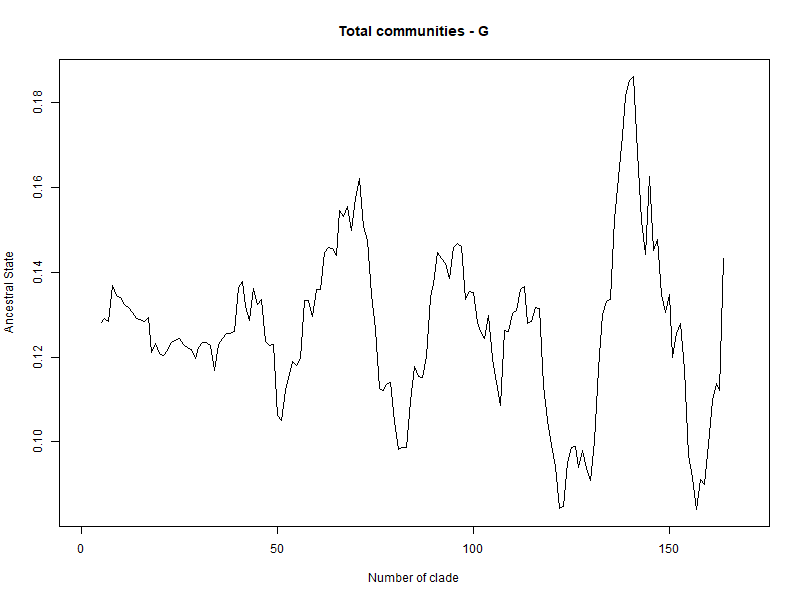 Total communities - G
0.18
0.16
0.14
0.12
0.10
Ancestral State
0 50 100 150
Number of clade